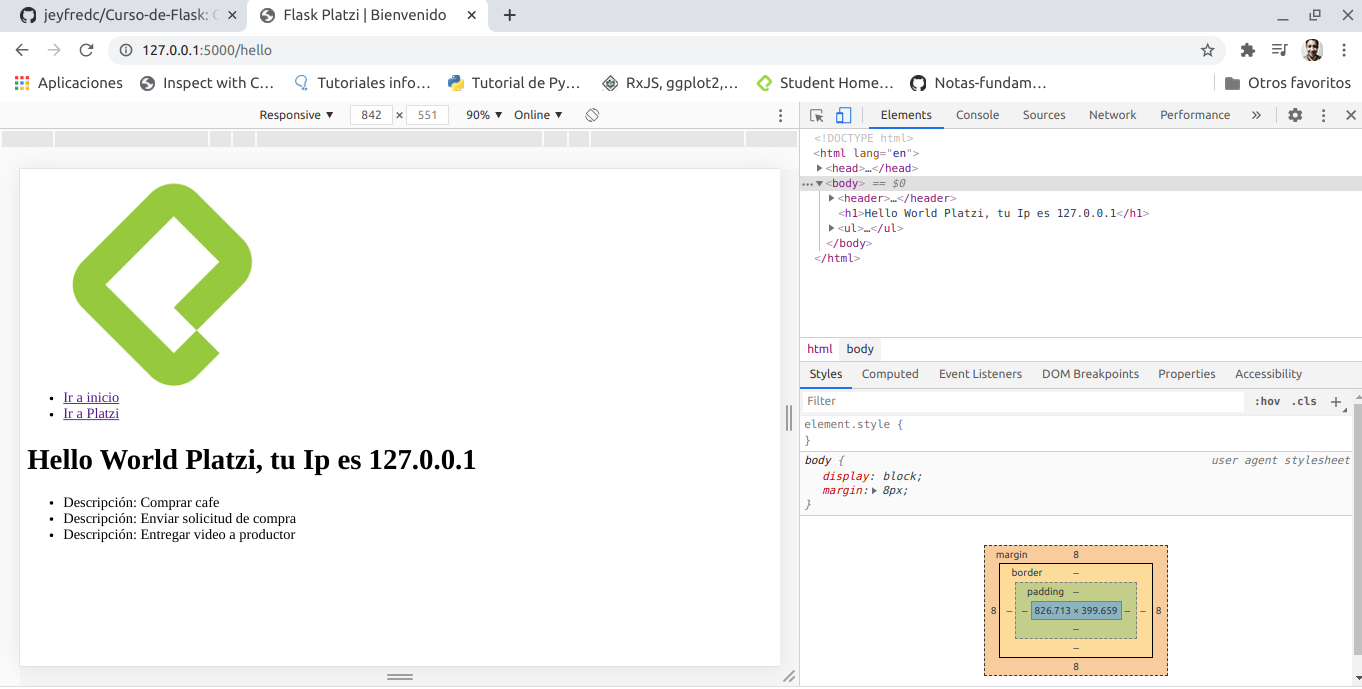 jeyfredc/Curso-de-Flask: C
Flask Platzi | Bienvenido
127.0.0.1:5000/hello
Aplicaciones
Inspect with C...
Tutoriales info...
Tutorial de Py...
RxJS, ggplot2,...
Student Home...
Notas-fundam...
Otros favoritos
Responsive ▼ 842 × 551 90% ▼ Online ▼
Elements Console Sources Network Performance »
<!DOCTYPE html>
<html lang="en">
▶<head>…</head>
…▼<body> == $0
▶<header>…</header>
<h1>Hello World Platzi, tu Ip es 127.0.0.1</h1>
▶<ul>…</ul>
</body>
</html>
html body
Styles Computed Event Listeners DOM Breakpoints Properties Accessibility
Filter :hov .cls +
element.style {
}
body { user agent stylesheet
display: block;
margin:▶ 8px;
}
margin 8
border –
padding –
8 – – 826.713 × 399.659 – – 8
–
–
8
• Ir a inicio
• Ir a Platzi
Hello World Platzi, tu Ip es 127.0.0.1
• Descripción: Comprar cafe
• Descripción: Enviar solicitud de compra
• Descripción: Entregar video a productor